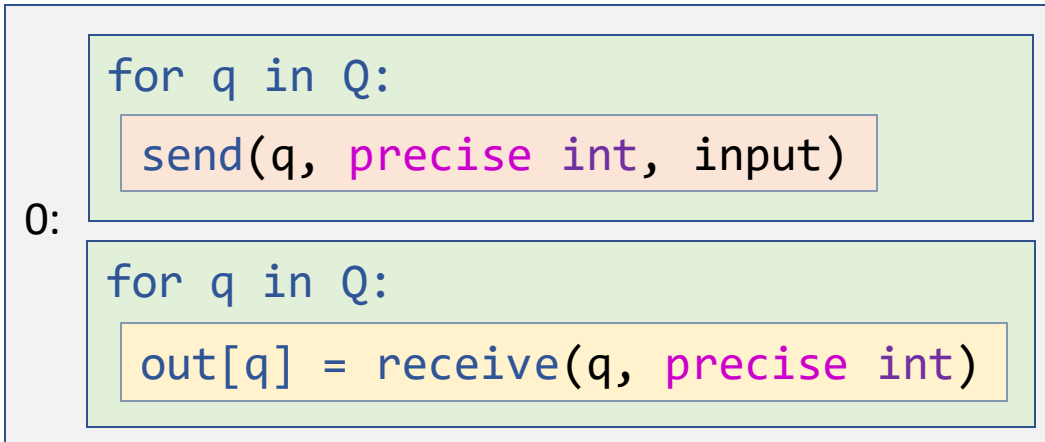 for q in Q:
send(q, precise int, input)
0:
for q in Q:
out[q] = receive(q, precise int)